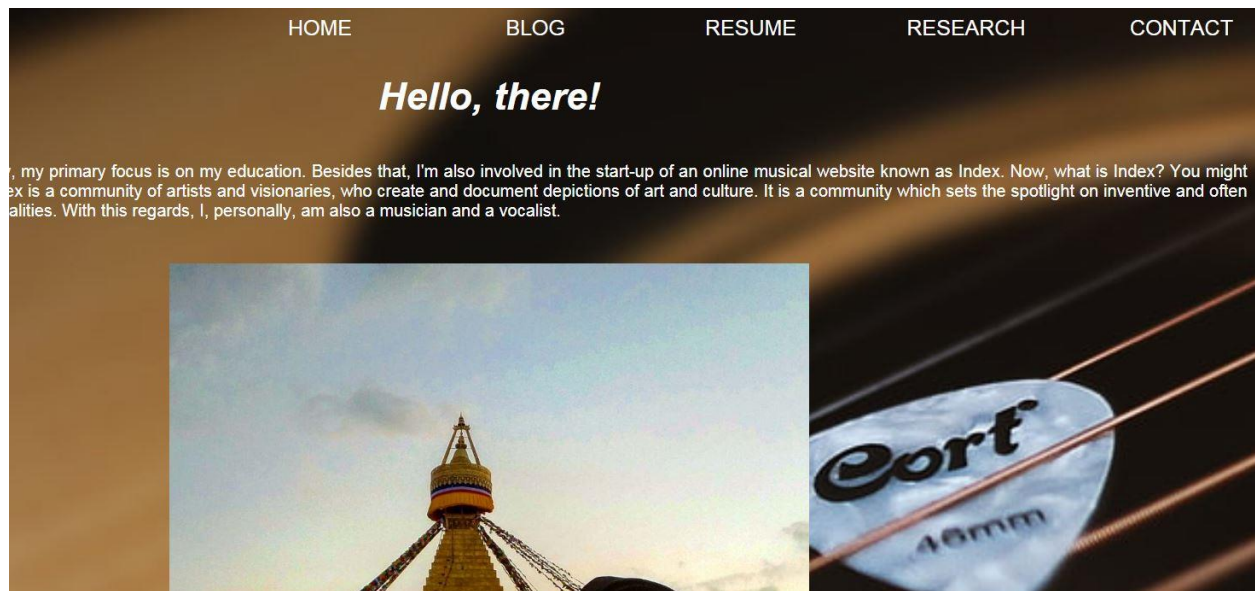 HOME BLOG RESUME RESEARCH CONTACT
Hello, there!
, my primary focus is on my education. Besides that, I'm also involved in the start-up of an online musical website known as Index. Now, what is Index? You might
ex is a community of artists and visionaries, who create and document depictions of art and culture. It is a community which sets the spotlight on inventive and often
alities. With this regards, I, personally, am also a musician and a vocalist.
Cort
46mm